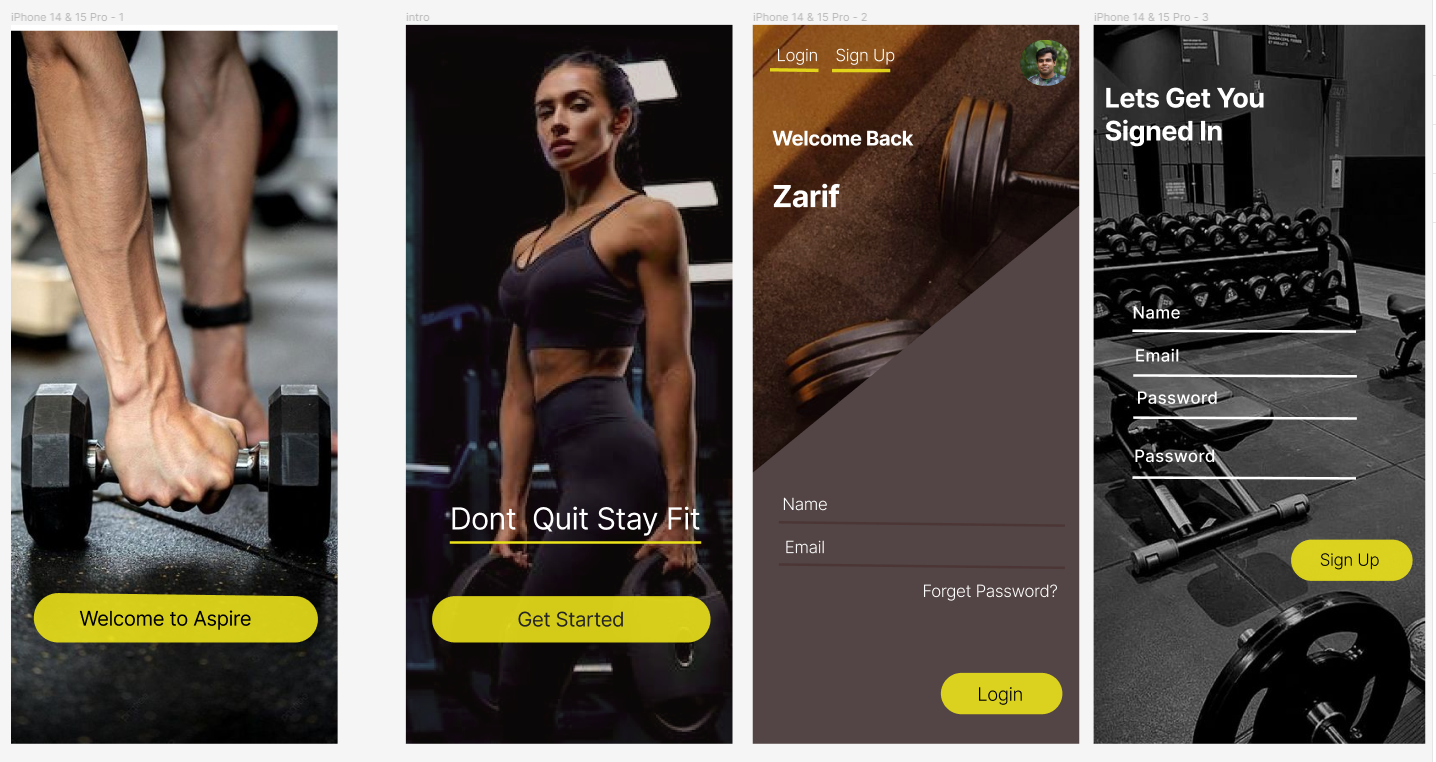 iPhone 14 & 15 Pro - 1
Welcome to Aspire
intro
Dont Quit Stay Fit
Get Started
iPhone 14 & 15 Pro - 2
Login Sign Up
Welcome Back
Zarif
Name
Email
Forget Password?
Login
iPhone 14 & 15 Pro - 3
Lets Get You
Signed In
Name
Email
Password
Password
Sign Up